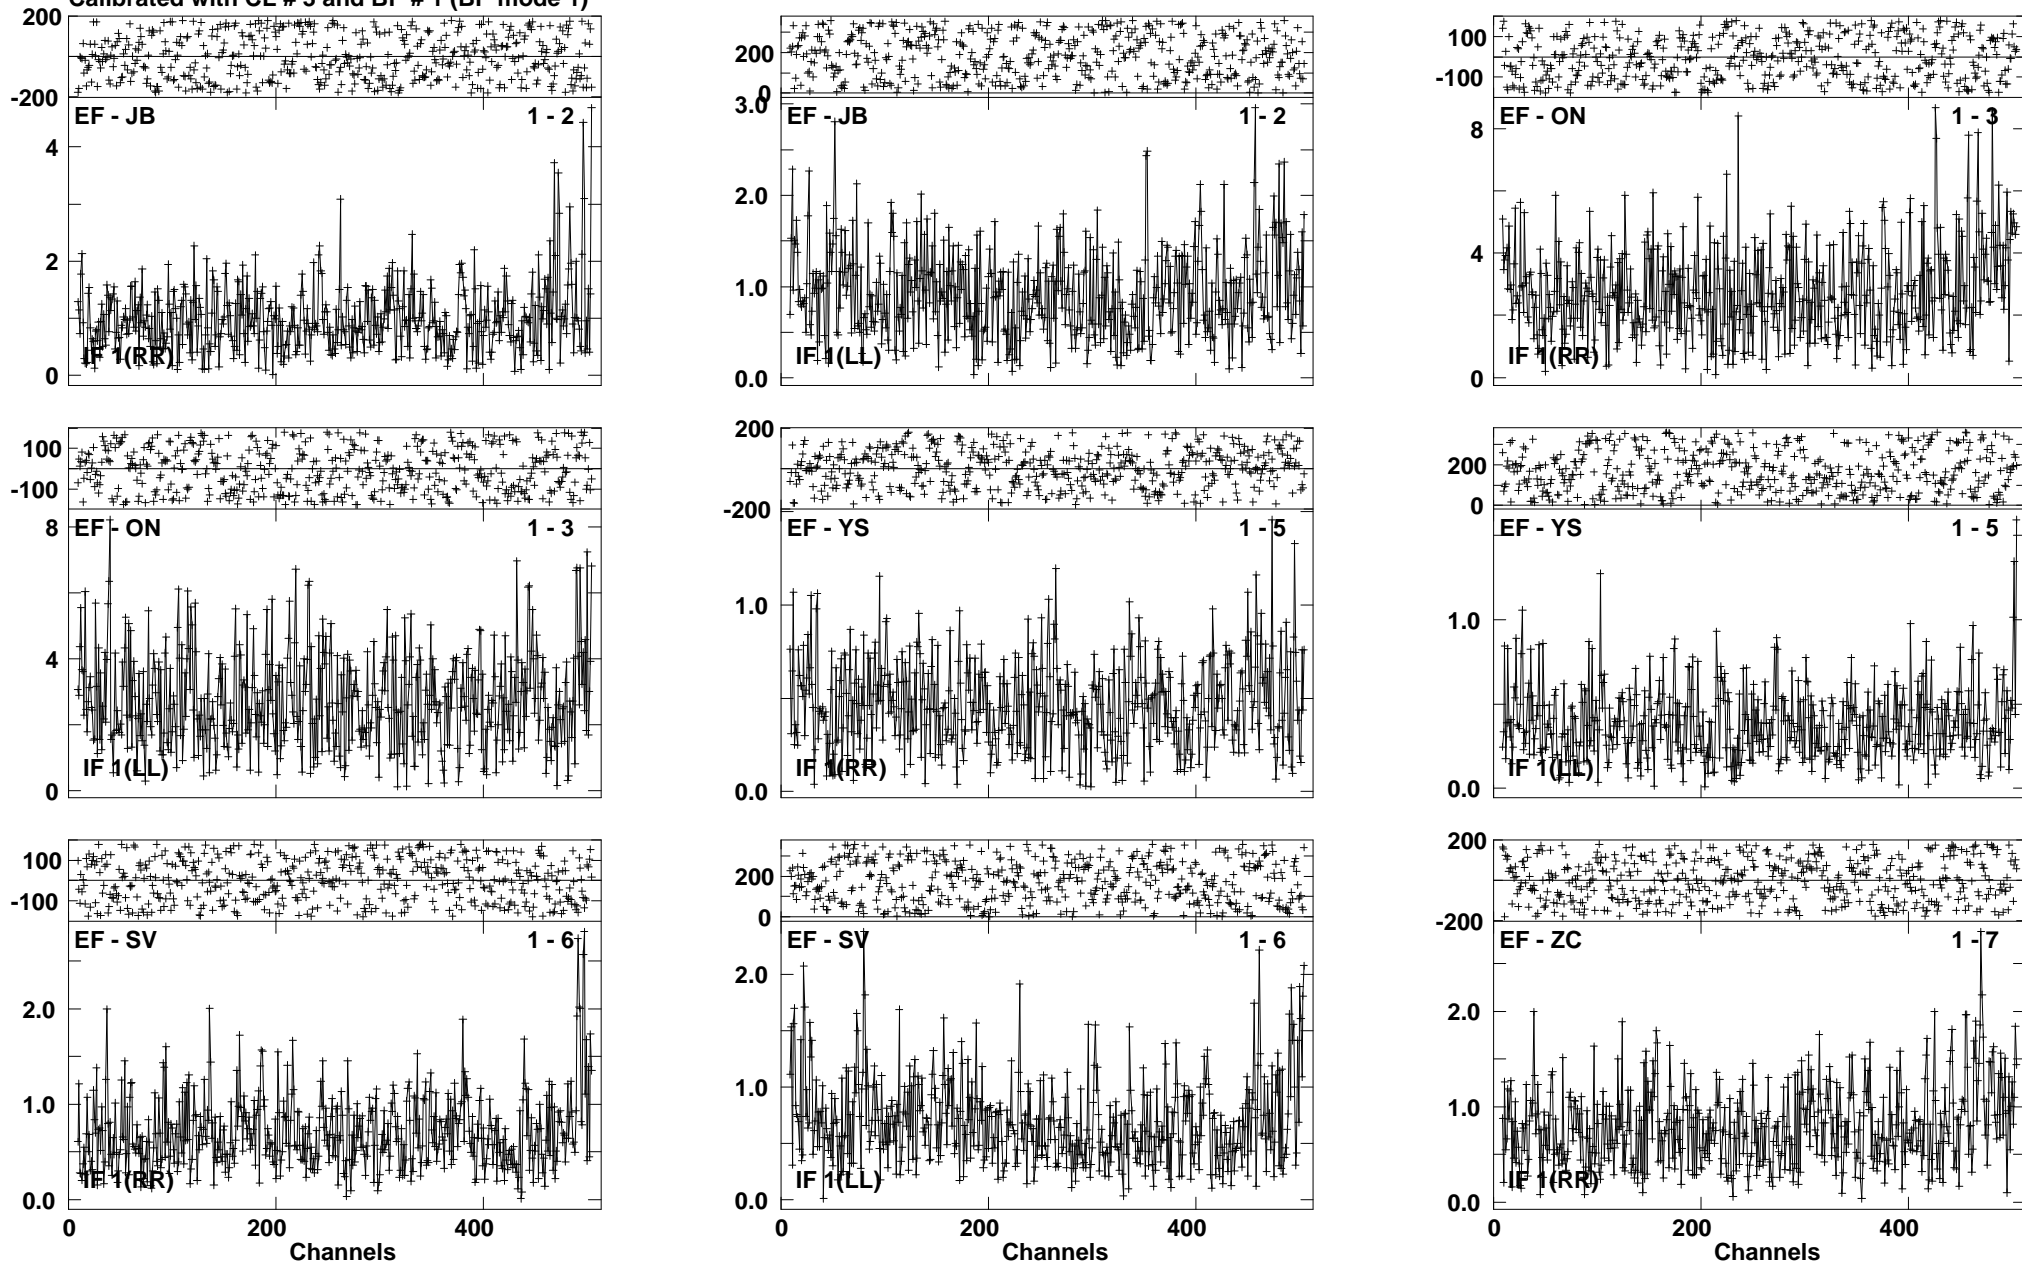 Calibrated with CL # 3 and BP # 1 (BP mode 1)
200
-200
EF - JB 1 - 2
4
2
0
IF 1(RR)
200
0
EF - JB 1 - 2
3.0
2.0
1.0
0.0
IF 1(LL)
100
-100
EF - ON 1 - 3
8
4
0
IF 1(RR)
100
-100
EF - ON 1 - 3
8
4
0
IF 1(LL)
200
-200
EF - YS 1 - 5
1.0
0.0
IF 1(RR)
200
0
EF - YS 1 - 5
1.0
0.0
IF 1(LL)
100
-100
EF - SV 1 - 6
2.0
1.0
0.0
IF 1(RR)
0 200 400
Channels
200
0
EF - SV 1 - 6
2.0
1.0
0.0
IF 1(LL)
0 200 400
Channels
200
-200
EF - ZC 1 - 7
2.0
1.0
0.0
IF 1(RR)
0 200 400
Channels